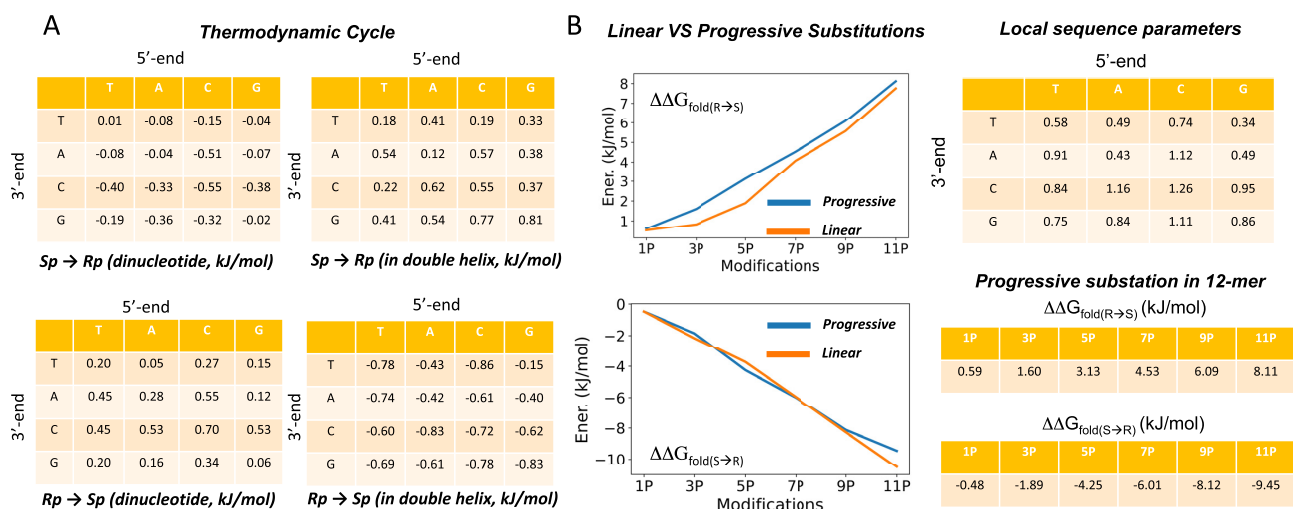 A
Thermodynamic Cycle
5’-end
T A C G
T 0.01 -0.08 -0.15 -0.04
A -0.08 -0.04 -0.51 -0.07
C -0.40 -0.33 -0.55 -0.38
G -0.19 -0.36 -0.32 -0.02
3’-end
Sp → Rp (dinucleotide, kJ/mol)
5’-end
T A C G
T 0.18 0.41 0.19 0.33
A 0.54 0.12 0.57 0.38
C 0.22 0.62 0.55 0.37
G 0.41 0.54 0.77 0.81
Sp → Rp (in double helix, kJ/mol)
5’-end
T A C G
T 0.20 0.05 0.27 0.15
A 0.45 0.28 0.55 0.12
C 0.45 0.53 0.70 0.53
G 0.20 0.16 0.34 0.06
3’-end
Rp → Sp (dinucleotide, kJ/mol)
5’-end
T A C G
T -0.78 -0.43 -0.86 -0.15
A -0.74 -0.42 -0.61 -0.40
C -0.60 -0.83 -0.72 -0.62
G -0.69 -0.61 -0.78 -0.83
3’-end
Rp → Sp (in double helix, kJ/mol)
B
Linear VS Progressive Substitutions
ΔΔGfold(R→S)
Ener. (kJ/mol)
8
7
6
5
4
3
2
1
Progressive
Linear
1P 3P 5P 7P 9P 11P
Modifications
0
−2
−4
−6
−8
−10
Ener. (kJ/mol)
Progressive
Linear
ΔΔGfold(S→R)
1P 3P 5P 7P 9P 11P
Modifications
Local sequence parameters
5’-end
T A C G
T 0.58 0.49 0.74 0.34
A 0.91 0.43 1.12 0.49
C 0.84 1.16 1.26 0.95
G 0.75 0.84 1.11 0.86
3’-end
Progressive substation in 12-mer
ΔΔGfold(R→S) (kJ/mol)
1P 3P 5P 7P 9P 11P
0.59 1.60 3.13 4.53 6.09 8.11
ΔΔGfold(S→R) (kJ/mol)
1P 3P 5P 7P 9P 11P
-0.48 -1.89 -4.25 -6.01 -8.12 -9.45